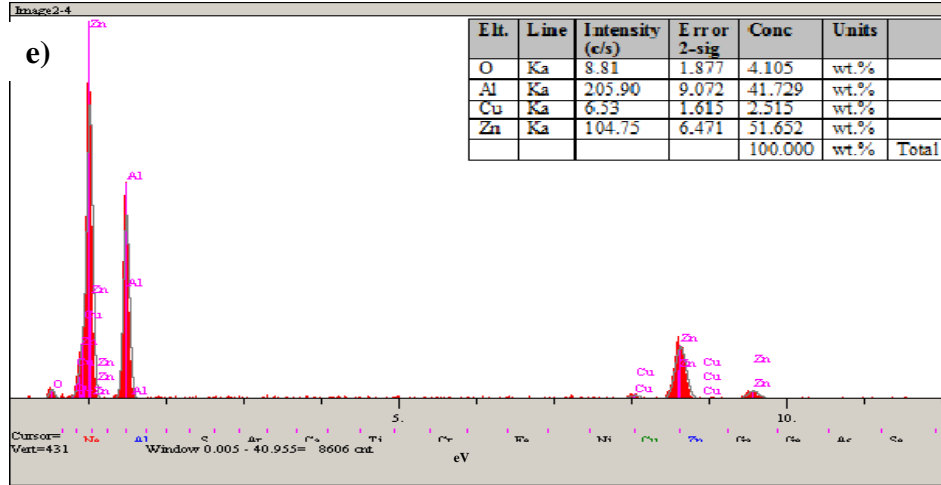 Image2-4
e)
Elt. Line Intensity (c/s) Error 2-sig Conc Units
O Ka 8.81 1.877 4.105 wt.%
Al Ka 205.90 9.072 41.729 wt.%
Cu Ka 6.53 1.615 2.515 wt.%
Zn Ka 104.75 6.471 51.652 wt.%
100.000 wt.% Total
Zn
Al
Al
Zn
Zn
Zn
Zn
O
Zn
Al
Zn
Cu
Cu
Zn
Zn
Cu
Cu
Cu
Zn
Zn
5. 10.
Cursor=
Na Al S Ar Ca Ti Cr Fe Ni Cu Zn Ga Ge As Se
Vert=431 Window 0.005 - 40.955= 8606 cnt
eV